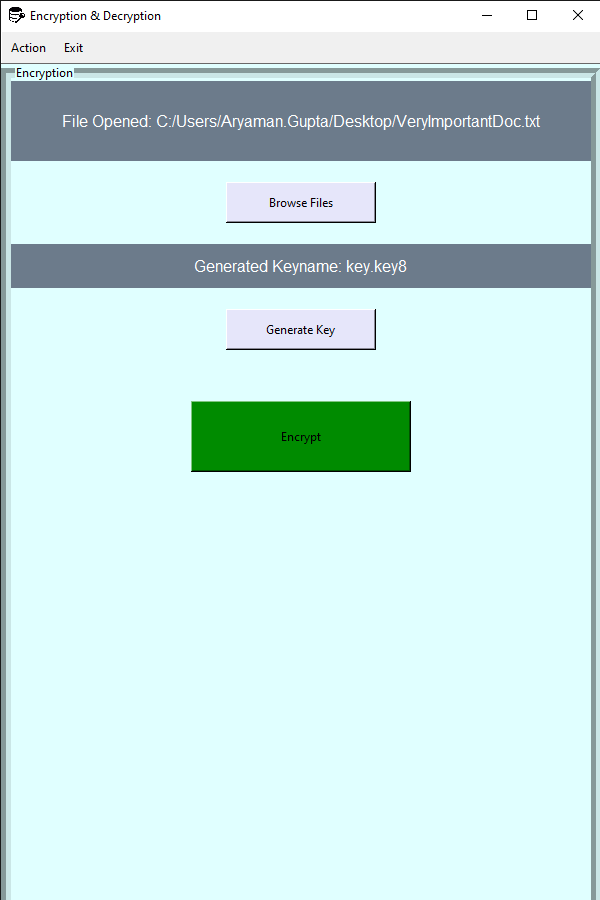 Encryption & Decryption
Action Exit
Encryption
File Opened: C:/Users/Aryaman.Gupta/Desktop/VeryImportantDoc.txt
Browse Files
Generated Keyname: key.key8
Generate Key
Encrypt